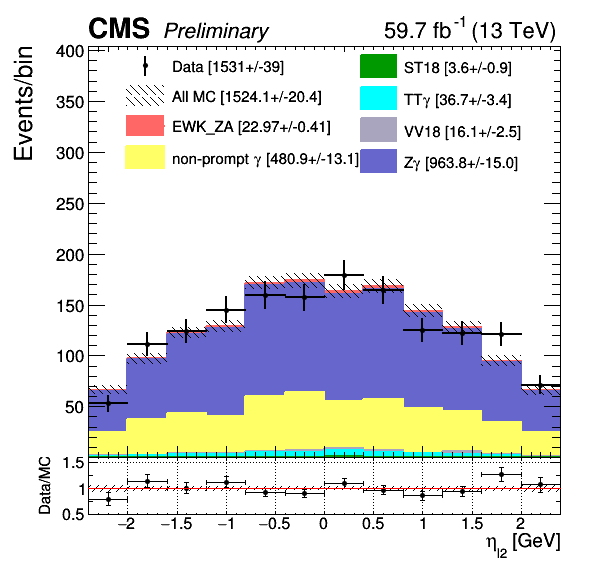 CMS Preliminary 59.7 fb⁻¹ (13 TeV)
Events/bin
400
350
300
250
200
150
100
50
Data [1531+/-39]
All MC [1524.1+/-20.4]
EWK_ZA [22.97+/-0.41]
non-prompt γ [480.9+/-13.1]
ST18 [3.6+/-0.9]
TTγ [36.7+/-3.4]
VV18 [16.1+/-2.5]
Zγ [963.8+/-15.0]
Data/MC
1.5
1
0.5
−2 −1.5 −1 −0.5 0 0.5 1 1.5 2
η_l2 [GeV]